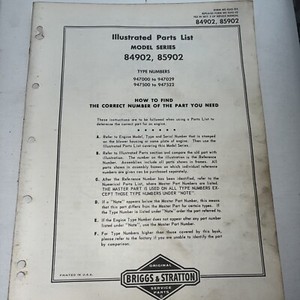 84902, 85902
Illustrated Parts List
MODEL SERIES
84902, 85902
TYPE NUMBERS
947000 to 947029
947500 to 947522
HOW TO FIND
THE CORRECT NUMBER OF THE PART YOU NEED
These instructions are to be followed when using a Parts List to
determine the correct part for an engine.
A. — Refer to Engine Model, Type and Serial Number that is stamped
on the blower housing or name plate of engine. Then use the
Illustrated Parts List covering this Model Series.
B. — Refer to Illustrated Parts section and compare the old part with
illustration. The number on the illustration is the Reference
Number. Assemblies include all parts shown in frames. All
parts shown in assembly frames on which individual numbers
are used, can be purchased separately.
C. — After the Reference Number has been identified, refer to the
Numerical Parts List, where Master Part Numbers are listed.
THE MASTER PART IS USED ON ALL TYPE NUMBERS EX-
CEPT THOSE TYPE NUMBERS UNDER "NOTE".
D. — If a "Note" appears below the Master Part Number, this means
that this part differs from the Master Part for certain types. If
the Type Number is listed under "Note" order the part referred to.
E. — If the Engine Type Number does not appear after any part number
listed under "Note", use the Master Part Number.
F. — For Type Numbers higher than those covered by this book,
please refer to the factory if you are unable to identify the part
by comparison.
PRINTED IN U.S.A.
ORIGINAL
BRIGGS & STRATTON
SERVICE PARTS